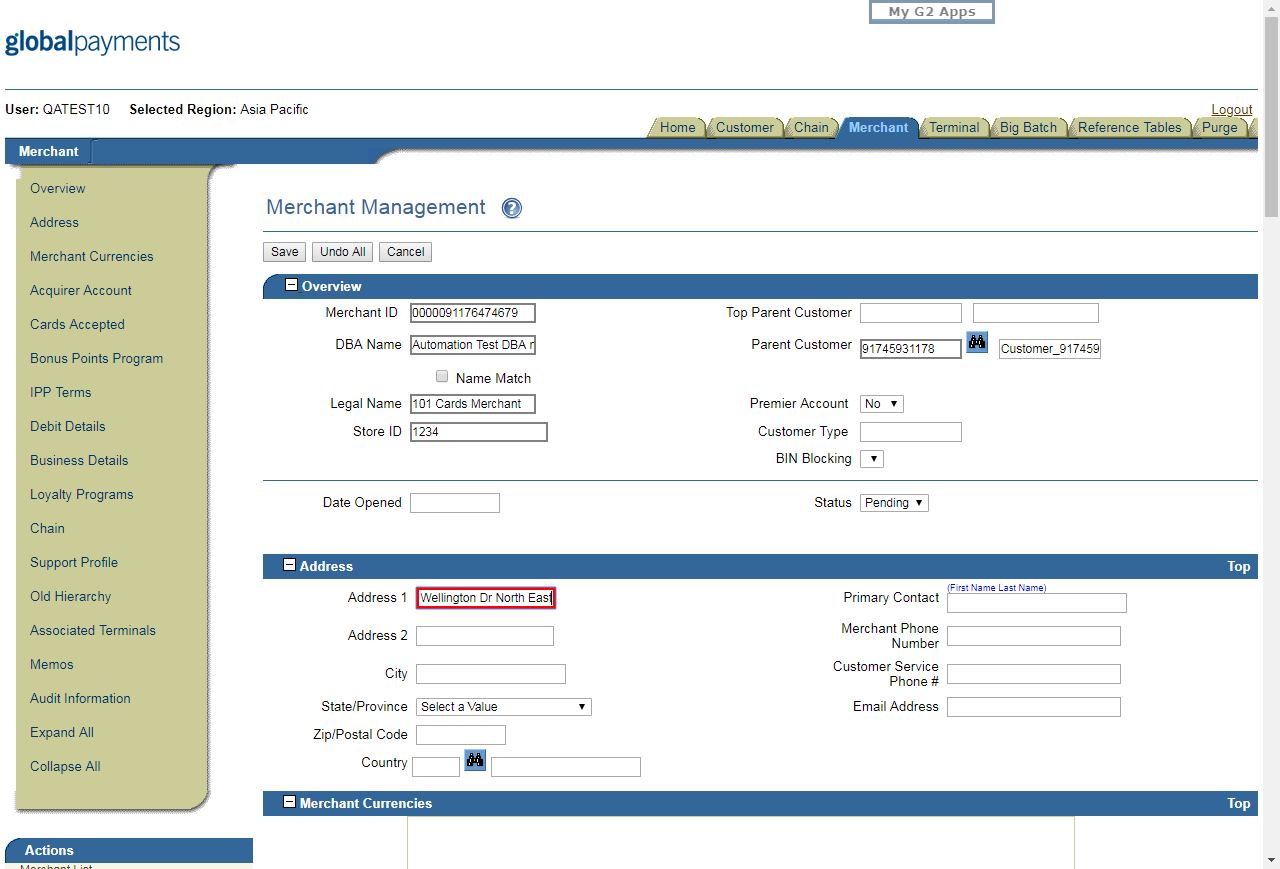 My G2 Apps
globalpayments
User: QATEST10 Selected Region: Asia Pacific
Logout
Home Customer Chain Merchant Terminal Big Batch Reference Tables Purge
Merchant
Overview
Address
Merchant Currencies
Acquirer Account
Cards Accepted
Bonus Points Program
IPP Terms
Debit Details
Business Details
Loyalty Programs
Chain
Support Profile
Old Hierarchy
Associated Terminals
Memos
Audit Information
Expand All
Collapse All
Actions
Merchant List
Merchant Management ?
Save Undo All Cancel
Overview
Merchant ID 0000091176474679 Top Parent Customer
DBA Name Automation Test DBA Parent Customer 91745931178 Customer_917459
Name Match
Legal Name 101 Cards Merchant Premier Account No
Store ID 1234 Customer Type
BIN Blocking
Date Opened Status Pending
Address Top
Address 1 Wellington Dr North East Primary Contact (First Name Last Name)
Address 2 Merchant Phone Number
City Customer Service Phone #
State/Province Select a Value Email Address
Zip/Postal Code
Country
Merchant Currencies Top